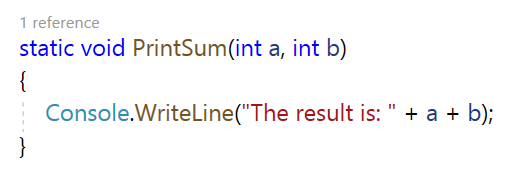 1 reference
static void PrintSum(int a, int b)
{
Console.WriteLine("The result is: " + a + b);
}